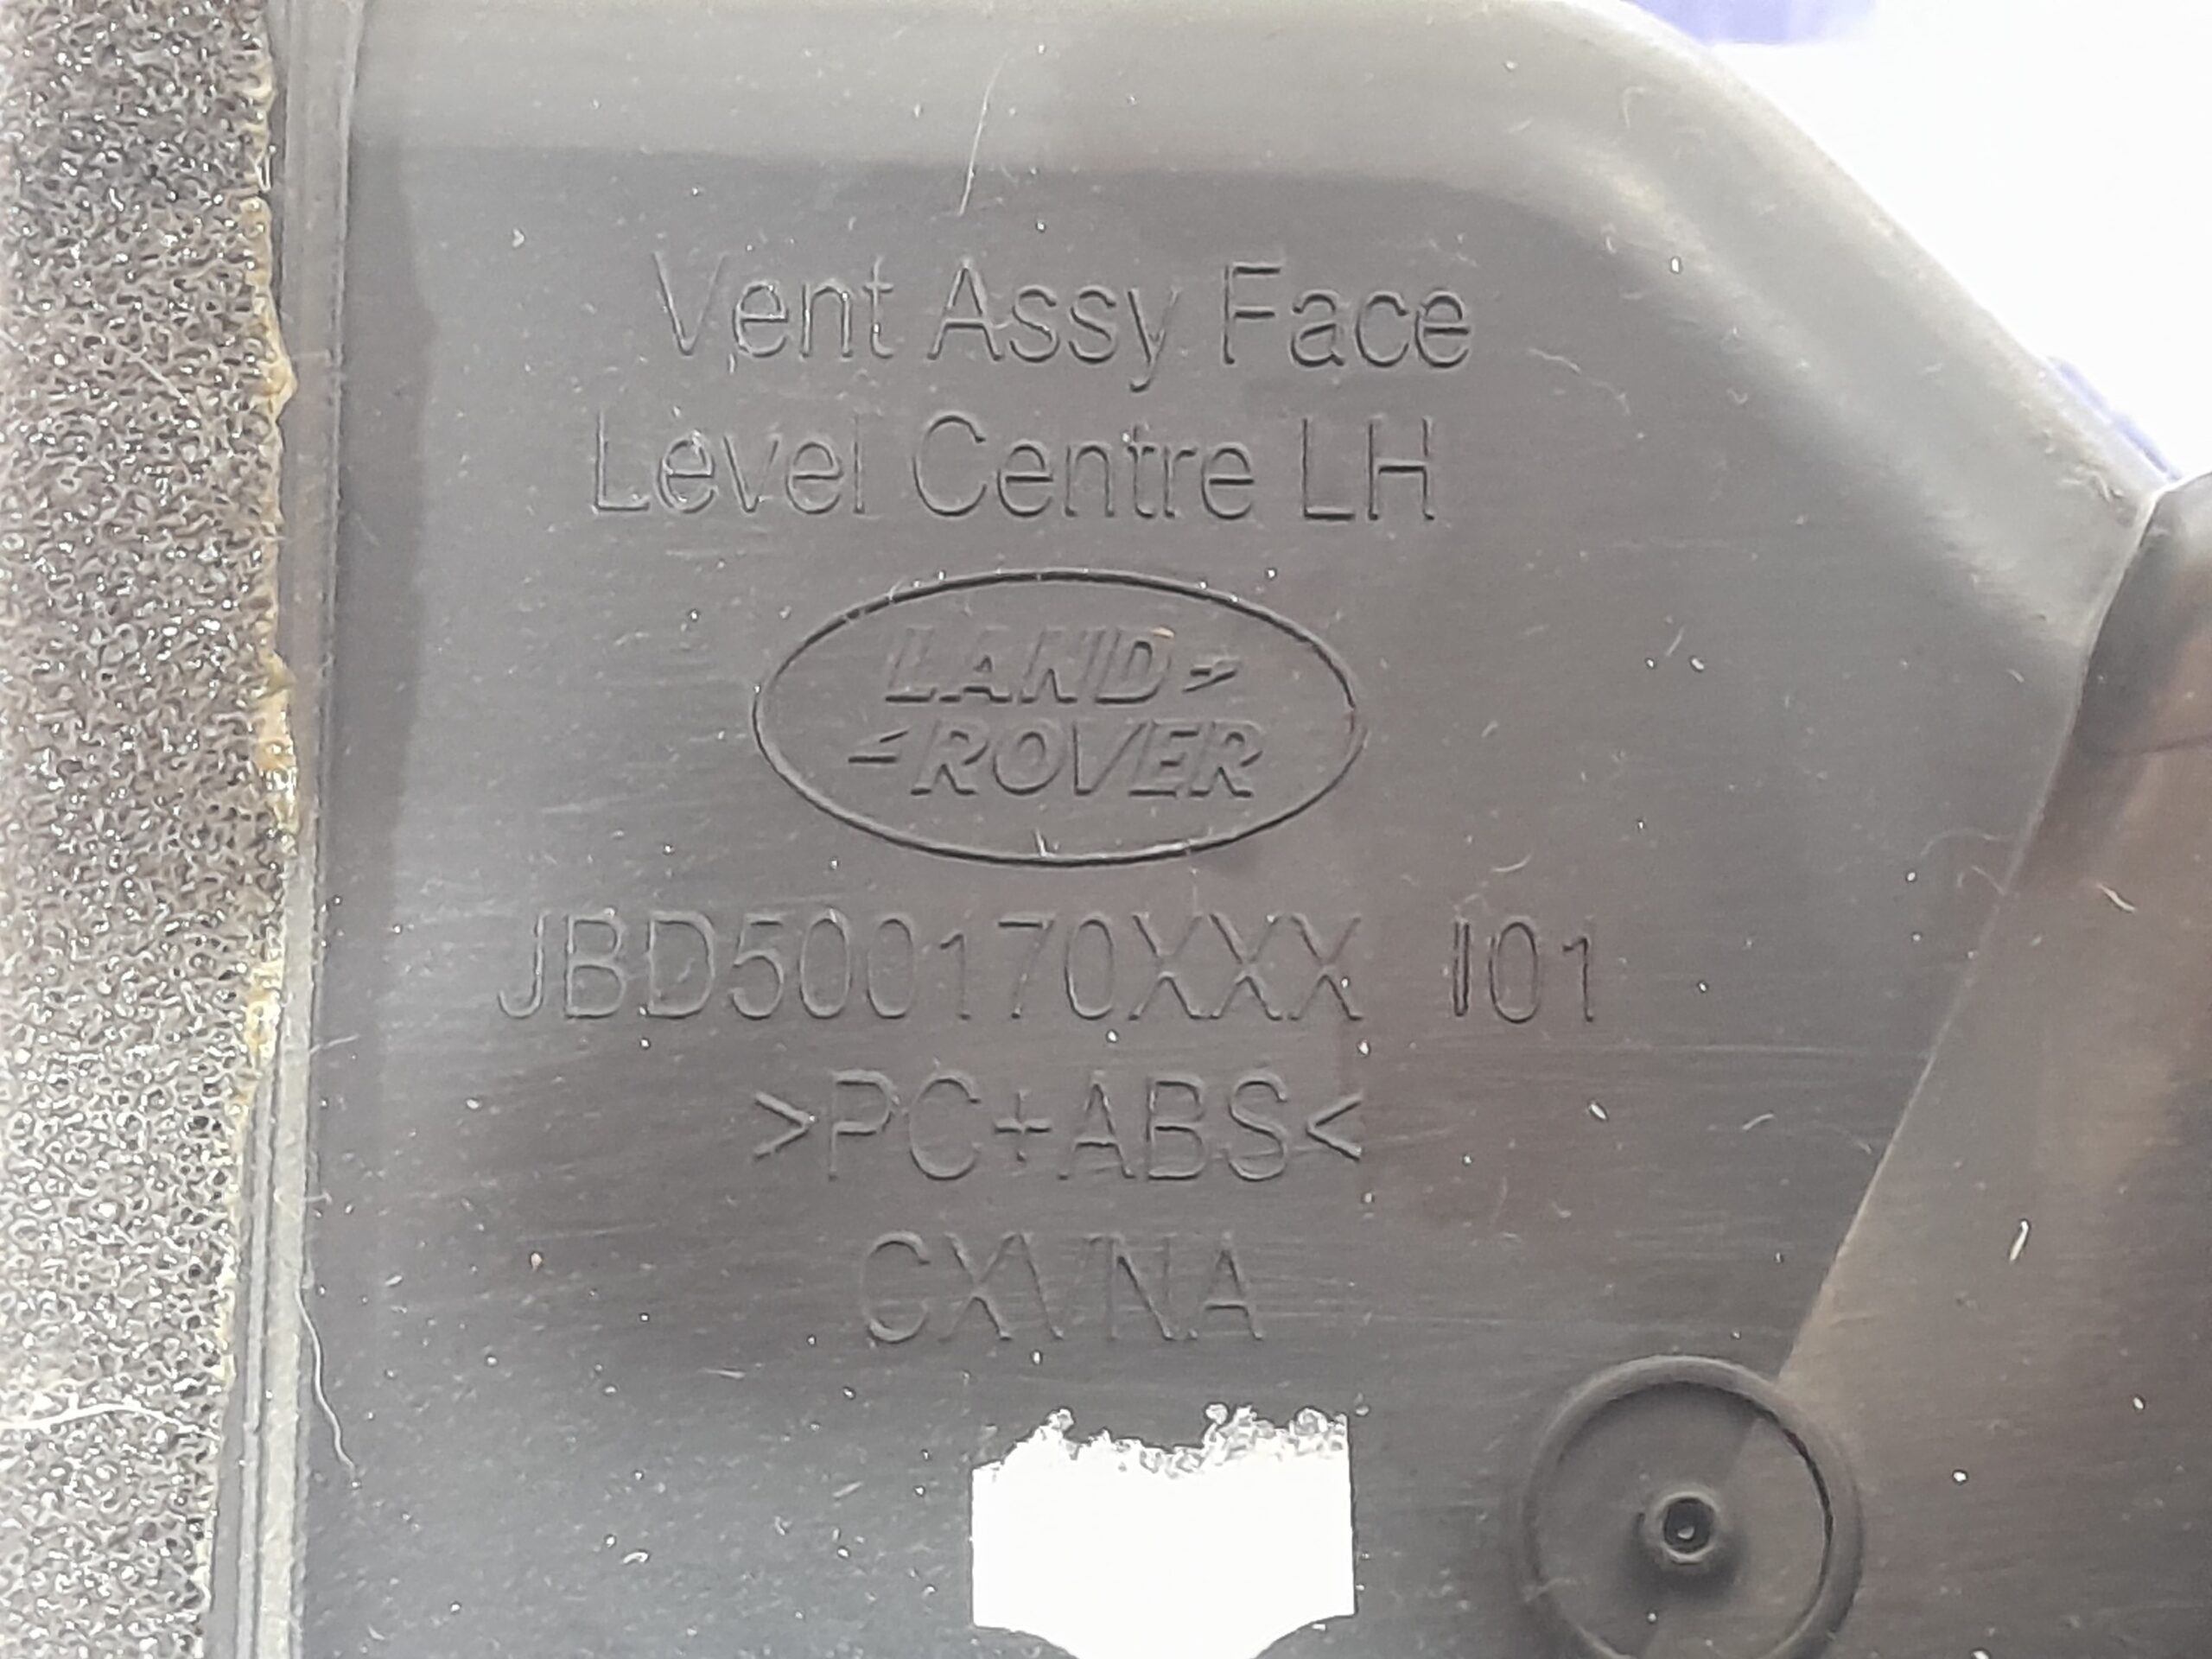 Vent Assy Face
Level Centre LH
LAND
ROVER
JBD500170XXX I01
>PC+ABS<
CXVNA